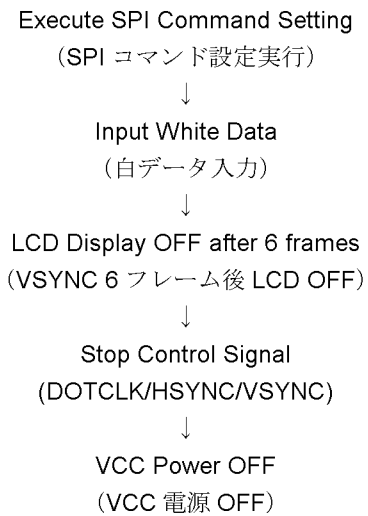 Execute SPI Command Setting
（SPI コマンド設定実行）
↓
Input White Data
（白データ入力）
↓
LCD Display OFF after 6 frames
（VSYNC 6 フレーム後 LCD OFF）
↓
Stop Control Signal
(DOTCLK/HSYNC/VSYNC)
↓
VCC Power OFF
（VCC 電源 OFF）